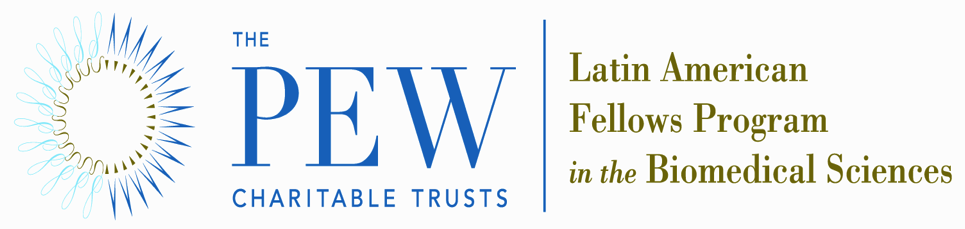 THE
PEW
CHARITABLE TRUSTS
Latin American
Fellows Program
in the Biomedical Sciences